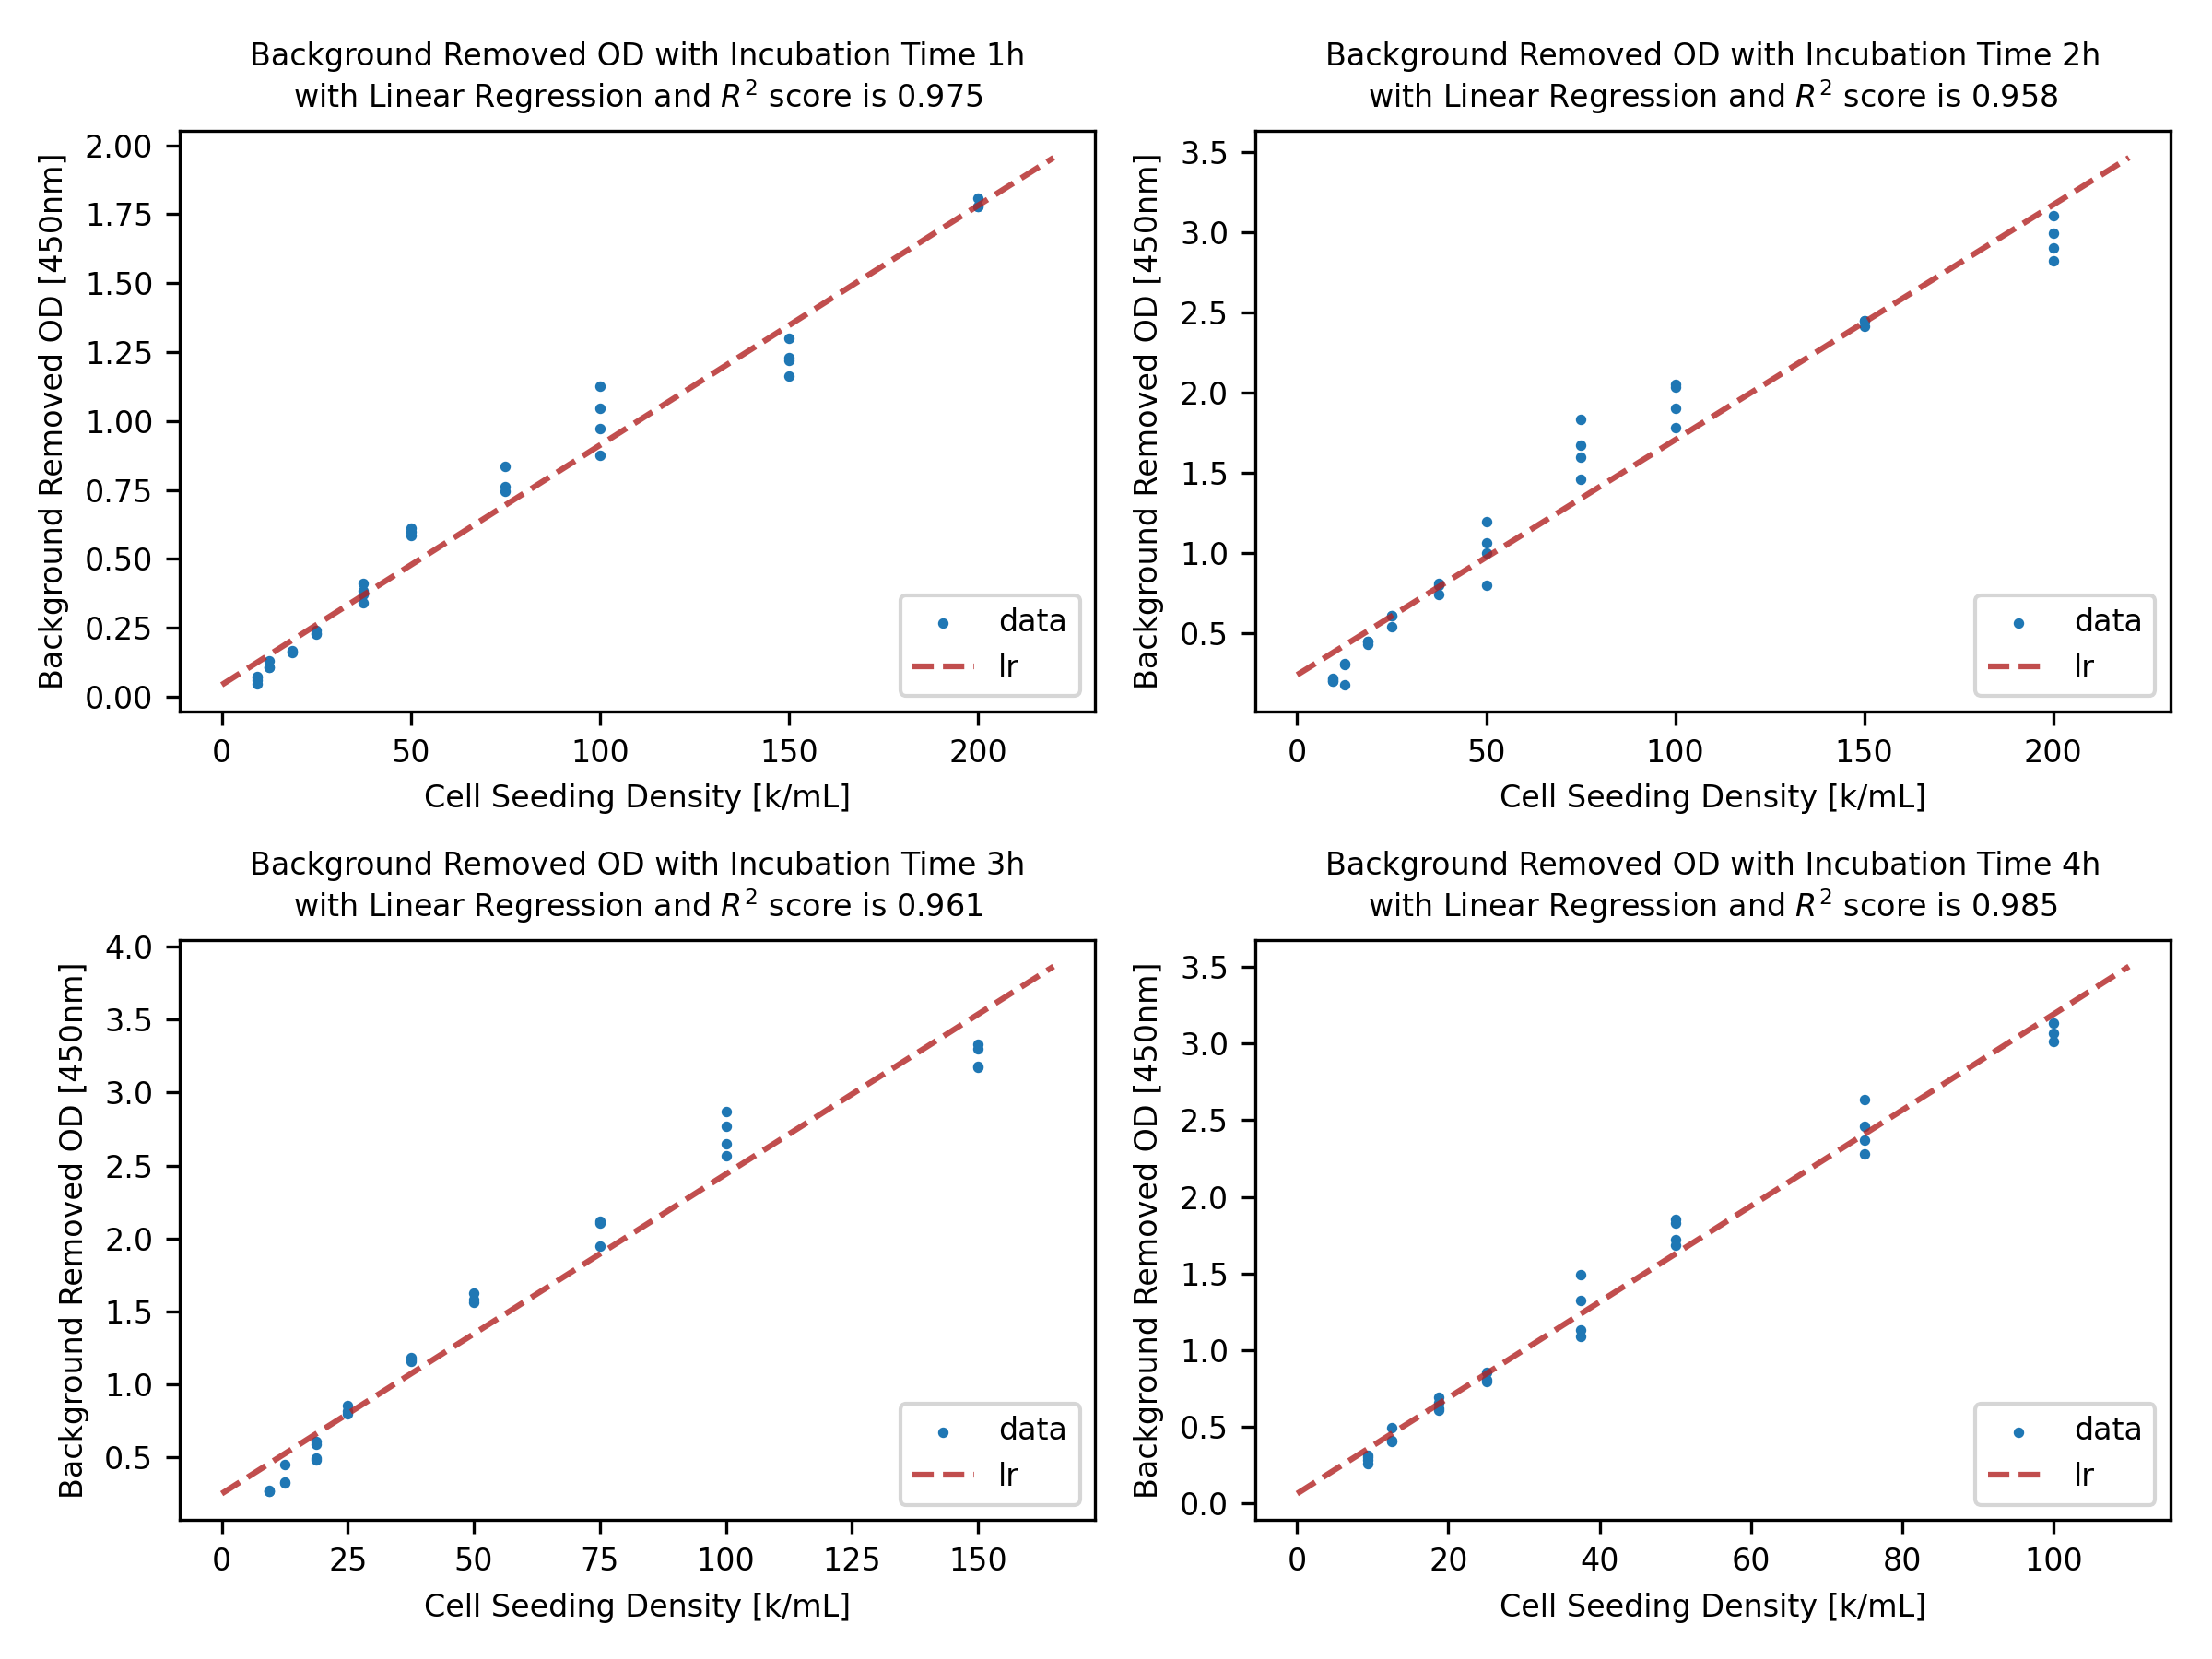 Background Removed OD with Incubation Time 1h
with Linear Regression and R² score is 0.975
Background Removed OD [450nm]
2.00
1.75
1.50
1.25
1.00
0.75
0.50
0.25
0.00
0 50 100 150 200
Cell Seeding Density [k/mL]
data
lr
Background Removed OD with Incubation Time 2h
with Linear Regression and R² score is 0.958
Background Removed OD [450nm]
3.5
3.0
2.5
2.0
1.5
1.0
0.5
0 50 100 150 200
Cell Seeding Density [k/mL]
data
lr
Background Removed OD with Incubation Time 3h
with Linear Regression and R² score is 0.961
Background Removed OD [450nm]
4.0
3.5
3.0
2.5
2.0
1.5
1.0
0.5
0 25 50 75 100 125 150
Cell Seeding Density [k/mL]
data
lr
Background Removed OD with Incubation Time 4h
with Linear Regression and R² score is 0.985
Background Removed OD [450nm]
3.5
3.0
2.5
2.0
1.5
1.0
0.5
0.0
0 20 40 60 80 100
Cell Seeding Density [k/mL]
data
lr